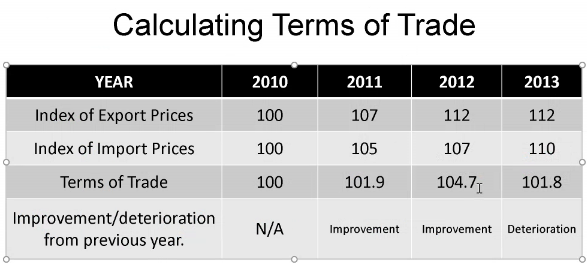 Calculating Terms of Trade
YEAR 2010 2011 2012 2013
Index of Export Prices 100 107 112 112
Index of Import Prices 100 105 107 110
Terms of Trade 100 101.9 104.7 101.8
Improvement/deterioration
from previous year. N/A Improvement Improvement Deterioration